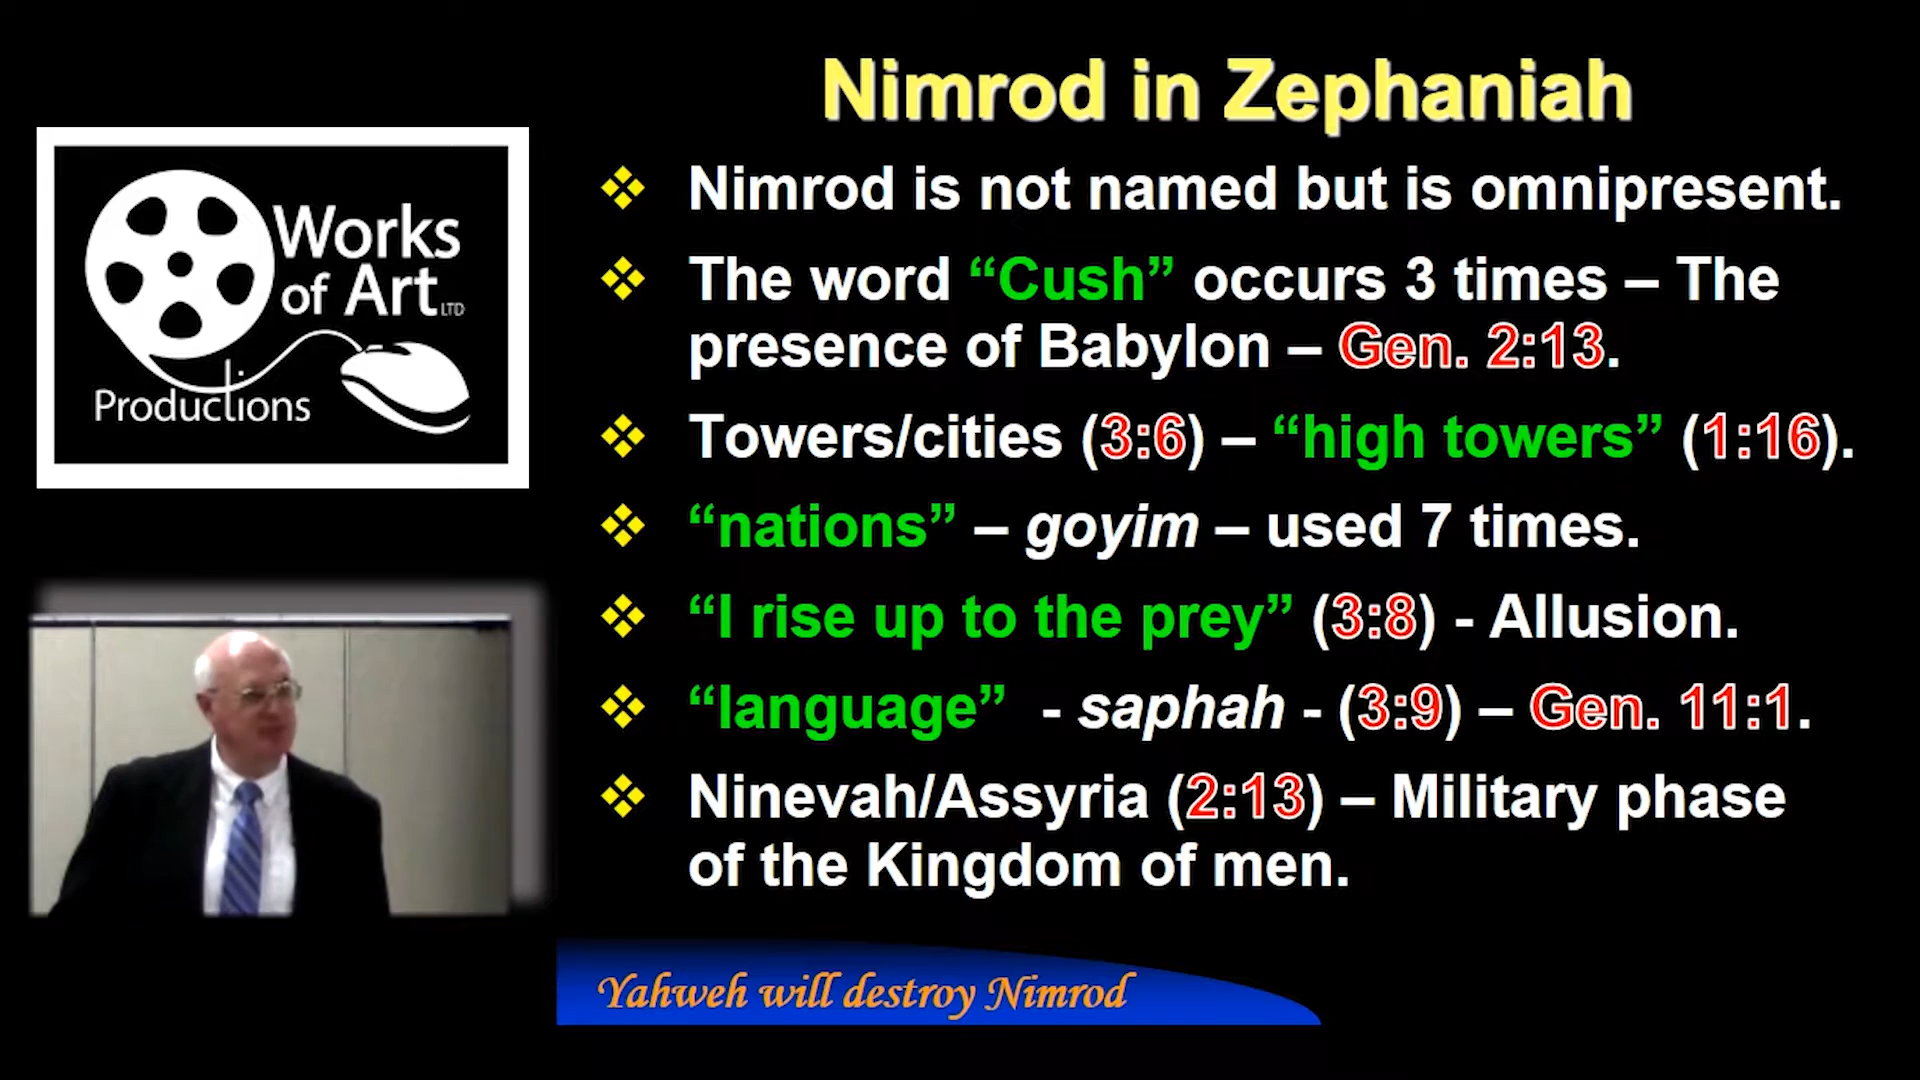 Nimrod in Zephaniah
Works
of Art LTD
Productions
Nimrod is not named but is omnipresent.
The word “Cush” occurs 3 times – The
presence of Babylon – Gen. 2:13.
Towers/cities (3:6) – “high towers” (1:16).
“nations” – goyim – used 7 times.
“I rise up to the prey” (3:8) - Allusion.
“language” - saphah - (3:9) – Gen. 11:1.
Ninevah/Assyria (2:13) – Military phase
of the Kingdom of men.
Yahweh will destroy Nimrod